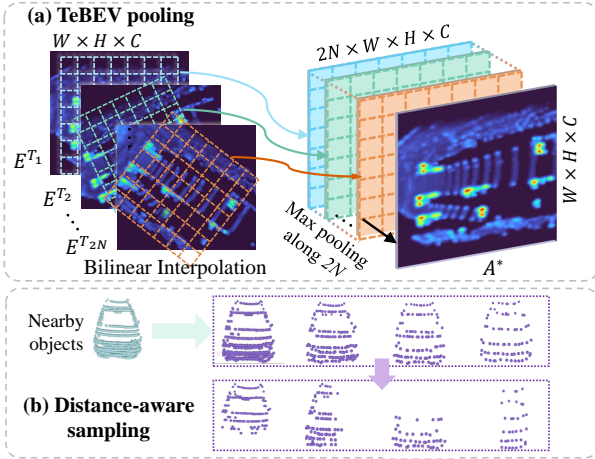 (a) TeBEV pooling
W × H × C
2N × W × H × C
E^{T_1}
E^{T_2}
E^{T_{2N}}
Bilinear Interpolation
Max pooling
along 2N
W × H × C
A*
Nearby
objects
(b) Distance-aware
sampling